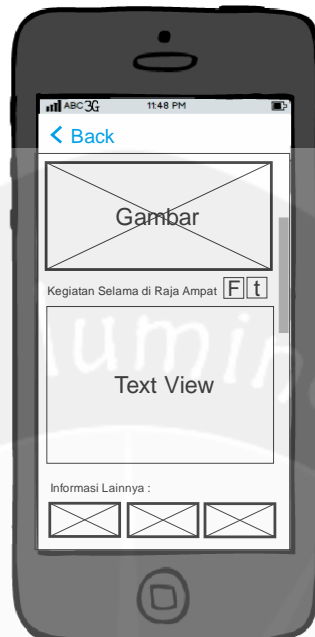 ABC 3G 11:48 PM
Back
Gambar
Kegiatan Selama di Raja Ampat F t
Text View
Informasi Lainnya :